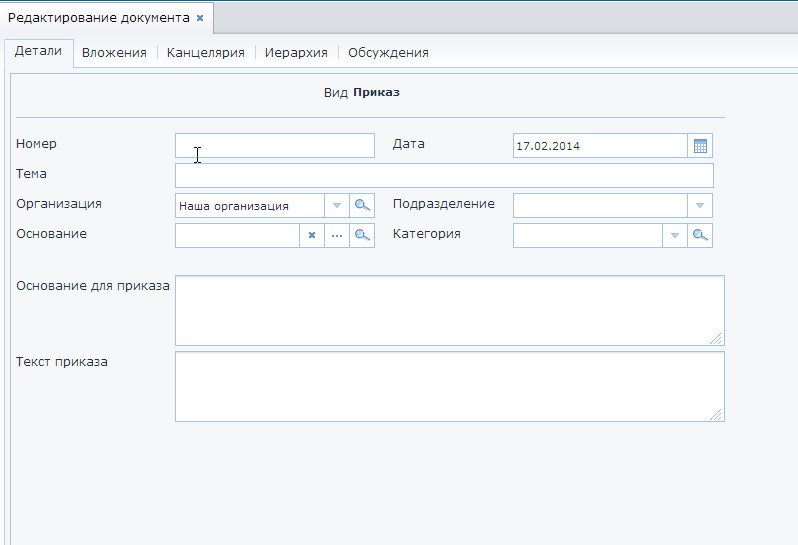 Редактирование документа
Детали Вложения Канцелярия Иерархия Обсуждения
Вид Приказ
Номер Дата 17.02.2014
Тема
Организация Наша организация Подразделение
Основание Категория
Основание для приказа
Текст приказа